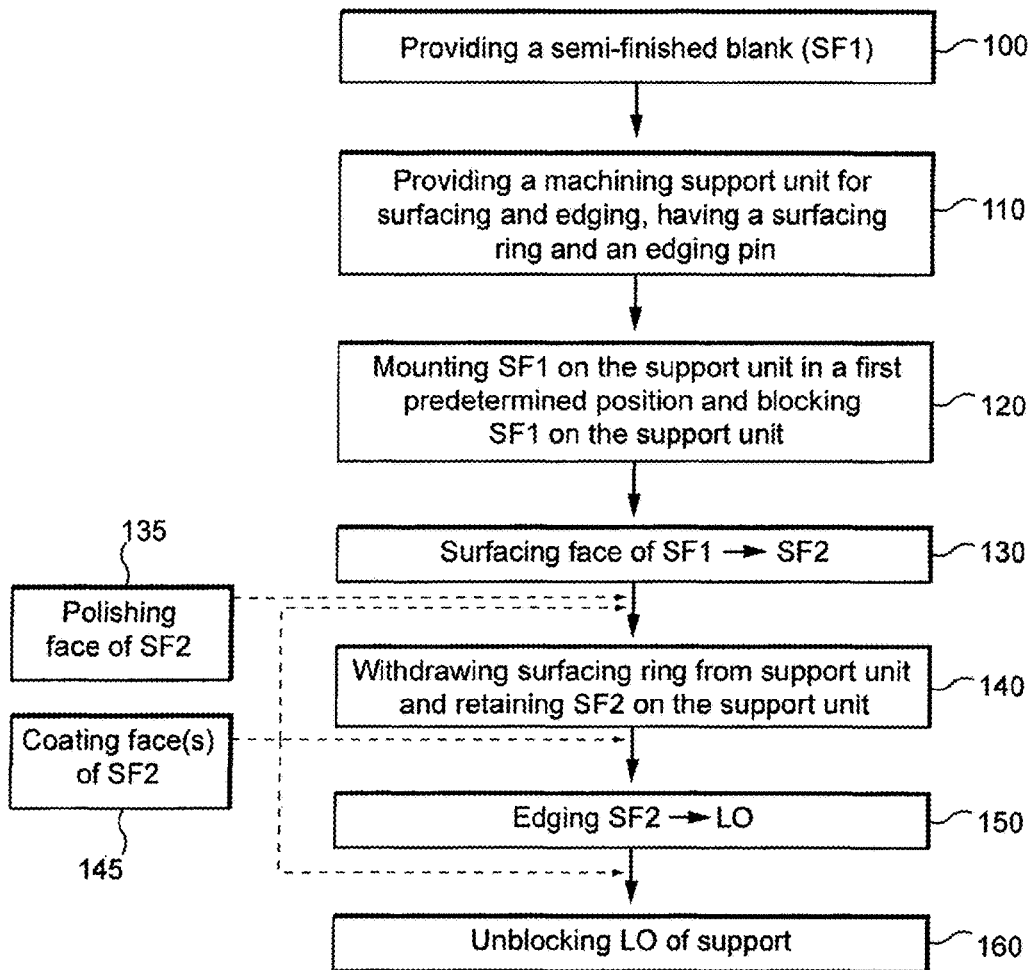 Providing a semi-finished blank (SF1)
100
Providing a machining support unit for
surfacing and edging, having a surfacing
ring and an edging pin
110
Mounting SF1 on the support unit in a first
predetermined position and blocking
SF1 on the support unit
120
Surfacing face of SF1 → SF2
130
135
Polishing
face of SF2
Withdrawing surfacing ring from support unit
and retaining SF2 on the support unit
140
Coating face(s)
of SF2
145
Edging SF2 → LO
150
Unblocking LO of support
160